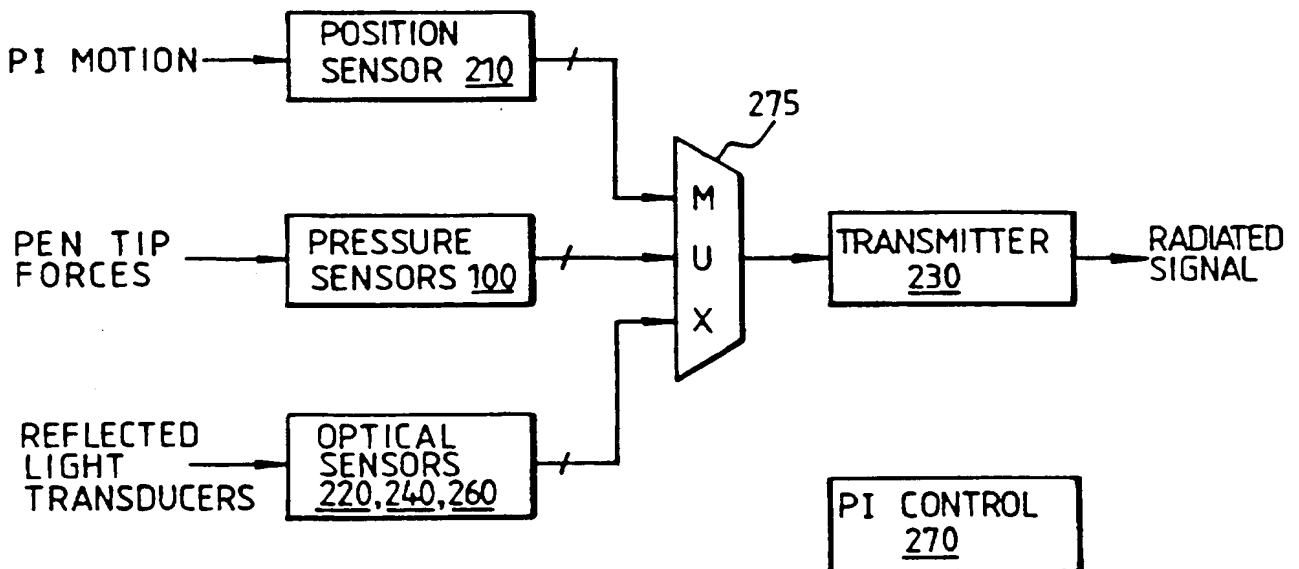 PI MOTION
POSITION
SENSOR 210
275
PEN TIP
FORCES
PRESSURE
SENSORS 100
M
U
X
TRANSMITTER
230
RADIATED
SIGNAL
REFLECTED
LIGHT
TRANSDUCERS
OPTICAL
SENSORS
220, 240, 260
PI CONTROL
270